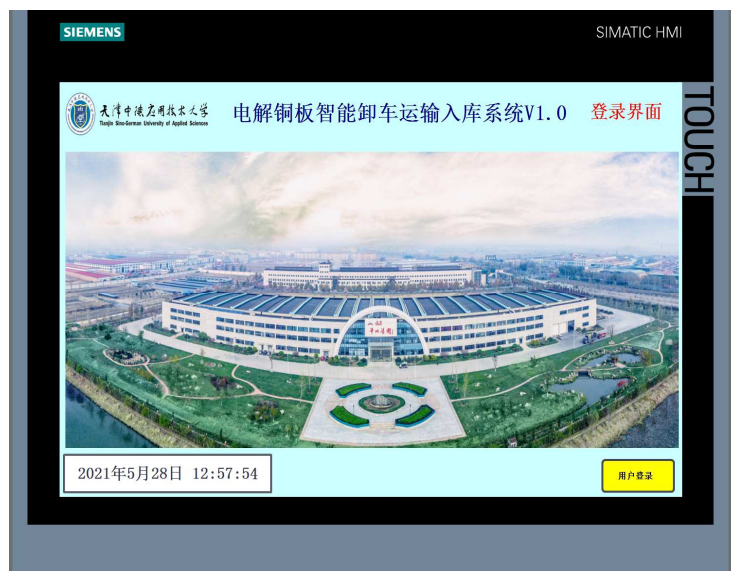 SIEMENS
SIMATIC HMI
TOUCH
天津中德应用技术大学
Tianjin Sino-German University of Applied Sciences
电解铜板智能卸车运输入库系统V1.0
登录界面
2021年5月28日 12:57:54
用户登录